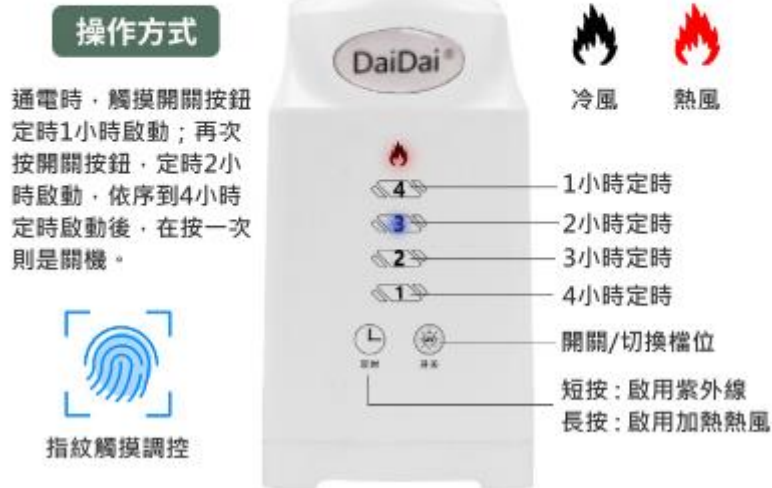 操作方式
通電時，觸摸開關按鈕
定時1小時啟動；再次
按開關按鈕，定時2小
時啟動，依序到4小時
定時啟動後，在按一次
則是關機。
指紋觸摸調控
DaiDai®
冷風
熱風
4
3
2
1
1小時定時
2小時定時
3小時定時
4小時定時
開關/切換檔位
短按：啟用紫外線
長按：啟用加熱熱風